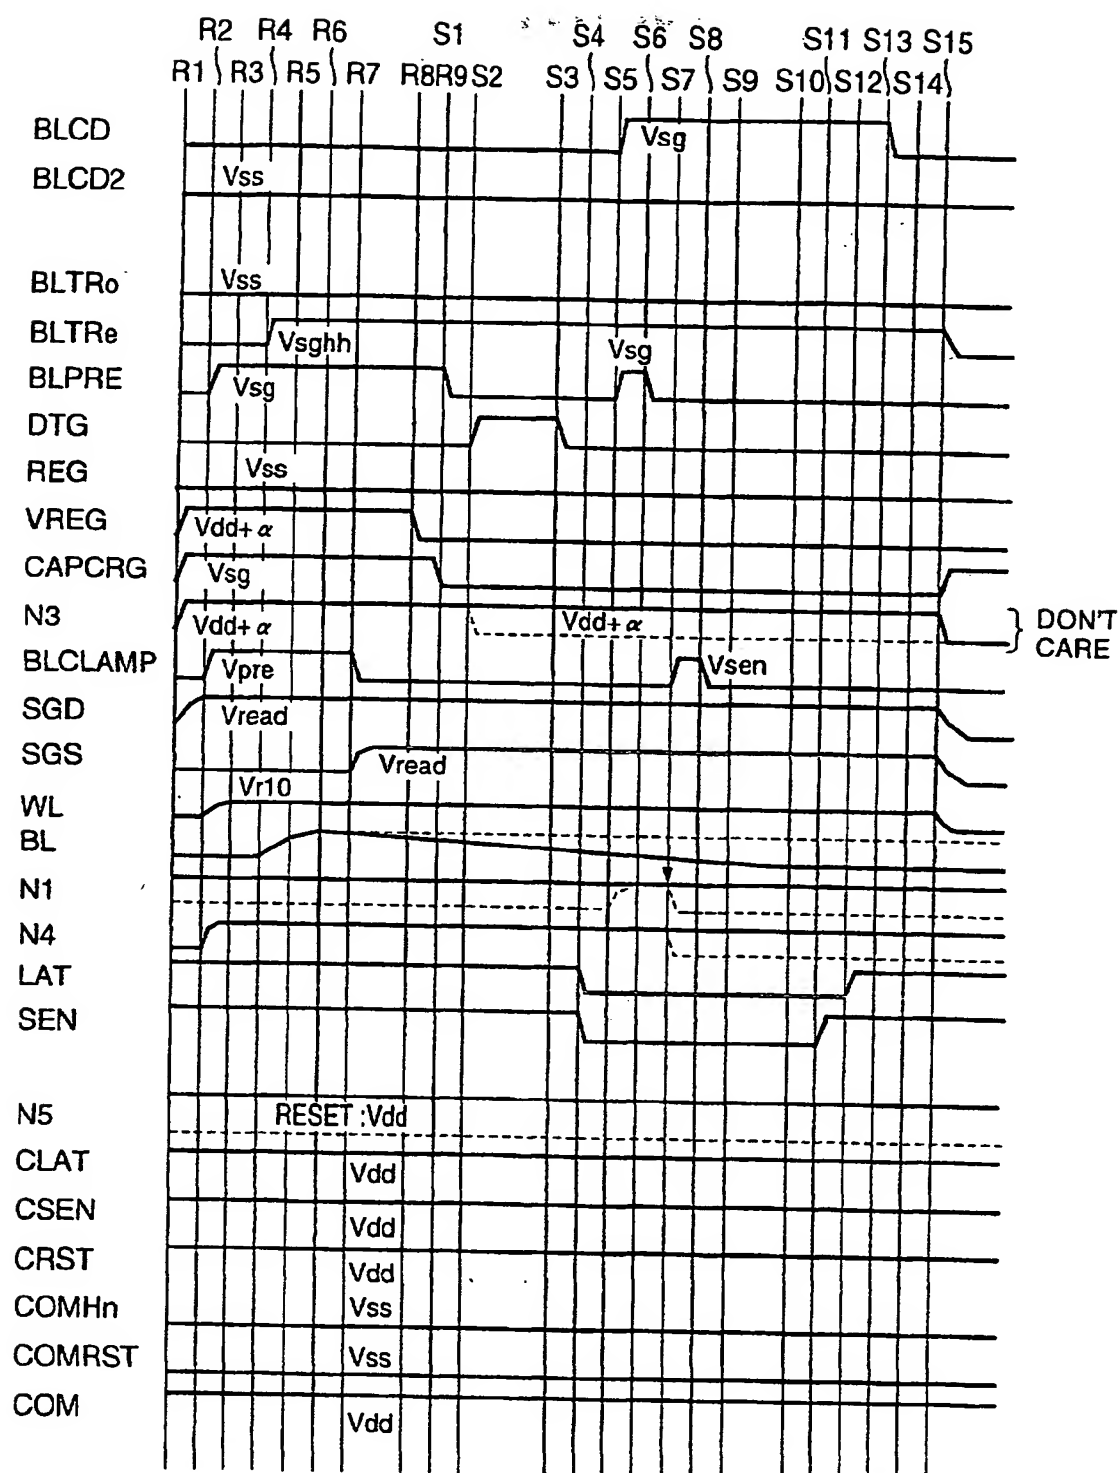 R2 R4 R6 S1 S4 S6 S8 S11 S13 S15
R1 R3 R5 R7 R8 R9 S2 S3 S5 S7 S9 S10 S12 S14
BLCD Vsg
BLCD2 Vss
BLTRo Vss
BLTRe Vsghh
BLPRE Vsg Vsg
DTG
REG Vss
VREG Vdd+α
CAPCRG Vsg
N3 Vdd+α Vdd+α DON'T
CARE
BLCLAMP Vpre Vsen
SGD Vread
SGS Vread
WL Vr10
BL
N1
N4
LAT
SEN
N5 RESET :Vdd
CLAT Vdd
CSEN Vdd
CRST Vdd
COMHn Vss
COMRST Vss
COM Vdd